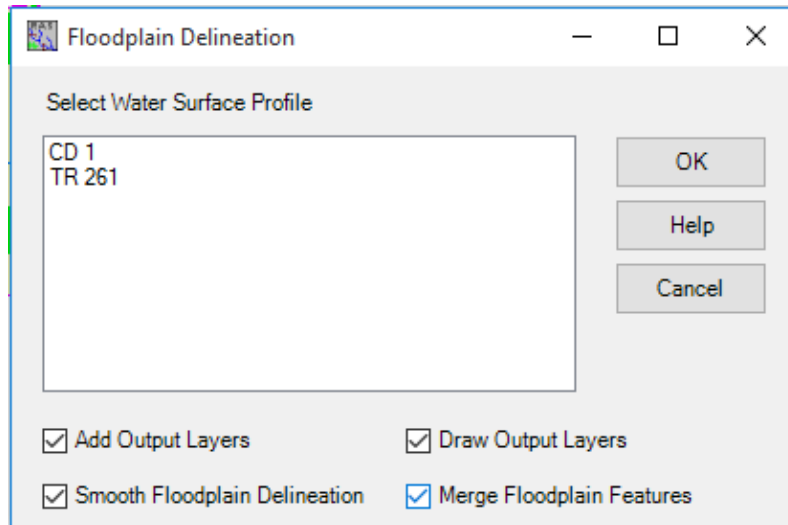 Floodplain Delineation
Select Water Surface Profile
CD 1
TR 261
OK
Help
Cancel
Add Output Layers
Draw Output Layers
Smooth Floodplain Delineation
Merge Floodplain Features